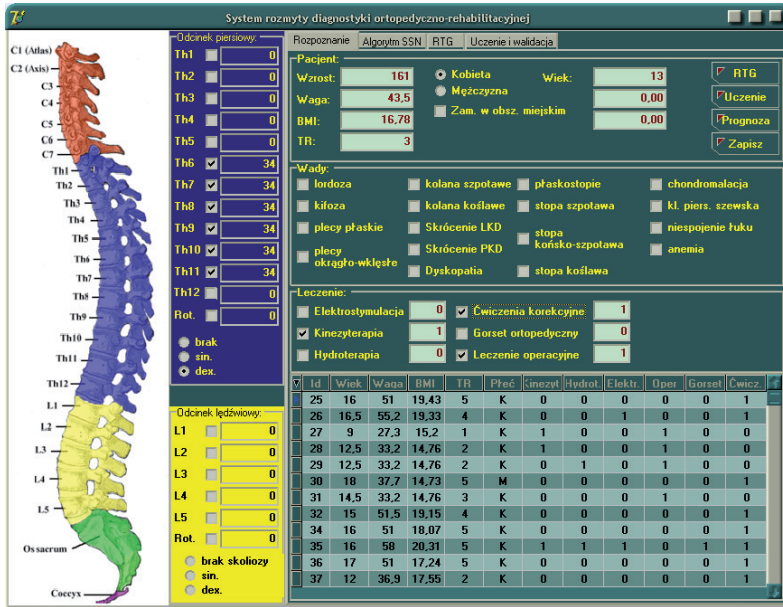 System rozmyty diagnostyki ortopedyczno-rehabilitacyjnej
C1 (Atlas)
C2 (Axis)
C3
C4
C5
C6
C7
Th1
Th2
Th3
Th4
Th5
Th6
Th7
Th8
Th9
Th10
Th11
Th12
L1
L2
L3
L4
L5
Os sacrum
Coccyx
Odcinek piersiowy:
Th1 0
Th2 0
Th3 0
Th4 0
Th5 0
Th6 34
Th7 34
Th8 34
Th9 34
Th10 34
Th11 34
Th12 0
Rot. 0
brak
sin.
dex.
Odcinek lędźwiowy:
L1 0
L2 0
L3 0
L4 0
L5 0
Rot. 0
brak skoliozy
sin.
dex.
Rozpoznanie Algorytm SSN RTG Uczenie i walidacja
Pacjent:
Wzrost: 161 Kobieta Wiek: 13 RTG
Waga: 43,5 Mężczyzna 0,00 Uczenie
BMI: 16,78 Zam. w obsz. miejskim 0,00 Prognoza
TR: 3 Zapisz
Wady:
lordoza kolana szpotawe płaskostopie chondromalacja
kifoza kolana koślawe stopa szpotawa kl. piers. szewska
plecy płaskie Skrócenie LKD stopa końsko-szpotawa niespojenie łuku
plecy okrągło-wklęsłe Skrócenie PKD anemia
Dyskopatia stopa koślawa
Leczenie:
Elektrostymulacja 0 Ćwiczenia korekcyjne 1
Kinezyterapia 1 Gorset ortopedyczny 0
Hydroterapia 0 Leczenie operacyjne 1
Id Wiek Waga BMI TR Płeć Kinezyt Hydrot. Elektr. Oper Gorset Ćwicz.
25 16 51 19,43 5 K 0 0 0 0 0 1
26 16,5 55,2 19,33 4 K 0 0 1 0 0 1
27 9 27,3 15,2 1 K 1 0 0 1 0 0
28 12,5 33,2 14,76 2 K 1 0 0 1 0 0
29 12,5 33,2 14,76 2 K 0 1 0 1 0 0
30 18 37,7 14,73 5 M 0 0 0 0 0 1
31 14,5 33,2 14,76 3 K 0 0 0 1 0 0
32 15 51,5 19,15 4 K 0 0 0 0 0 1
34 16 51 18,07 5 K 0 0 0 0 0 1
35 16 58 20,31 5 K 1 1 1 0 1 1
36 17 51 17,24 5 K 0 0 0 0 0 1
37 12 36,9 17,55 2 K 0 0 0 0 0 1